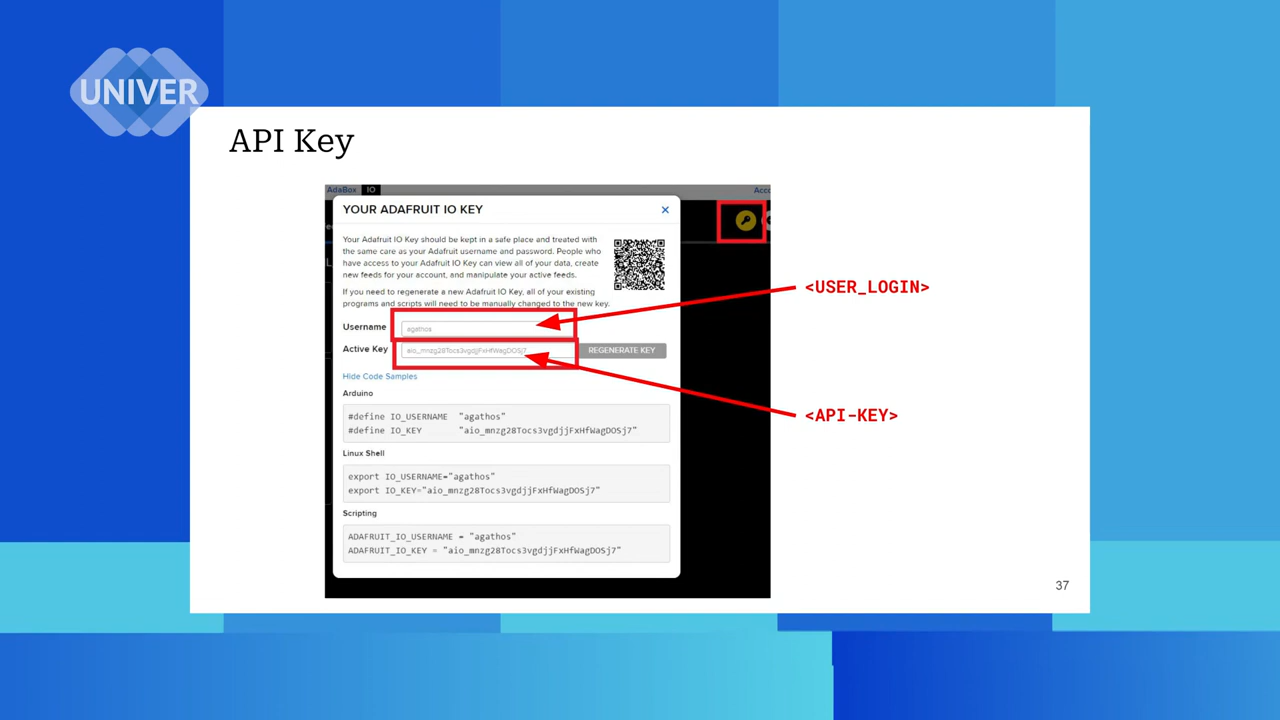 UNIVER
API Key
AdaBox IO
YOUR ADAFRUIT IO KEY
Your Adafruit IO Key should be kept in a safe place and treated with
the same care as your Adafruit username and password. People who
have access to your Adafruit IO Key can view all of your data, create
new feeds for your account, and manipulate your active feeds.
If you need to regenerate a new Adafruit IO Key, all of your existing
programs and scripts will need to be manually changed to the new key.
<USER_LOGIN>
Username agathos
Active Key aio_mnzg28Tocs3vgdjjFxHfWagDOSj7 REGENERATE KEY
Hide Code Samples
Arduino
<API-KEY>
#define IO_USERNAME "agathos"
#define IO_KEY "aio_mnzg28Tocs3vgdjjFxHfWagDOSj7"
Linux Shell
export IO_USERNAME="agathos"
export IO_KEY="aio_mnzg28Tocs3vgdjjFxHfWagDOSj7"
Scripting
ADAFRUIT_IO_USERNAME = "agathos"
ADAFRUIT_IO_KEY = "aio_mnzg28Tocs3vgdjjFxHfWagDOSj7"
37